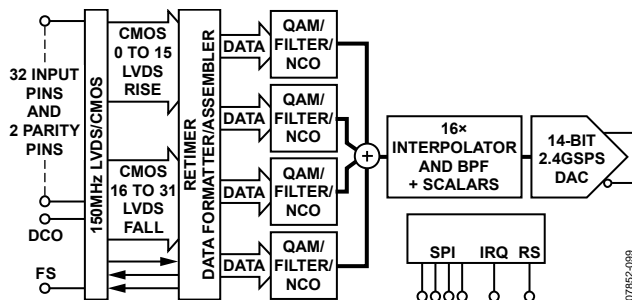 32 INPUT
PINS
AND
2 PARITY
PINS
DCO
FS
150MHz LVDS/CMOS
CMOS
0 TO 15
LVDS
RISE
CMOS
16 TO 31
LVDS
FALL
RETIMER
DATA FORMATTER/ASSEMBLER
DATA
QAM/
FILTER/
NCO
DATA
QAM/
FILTER/
NCO
DATA
QAM/
FILTER/
NCO
DATA
QAM/
FILTER/
NCO
+
16×
INTERPOLATOR
AND BPF
+ SCALARS
14-BIT
2.4GSPS
DAC
SPI IRQ RS
07852-099